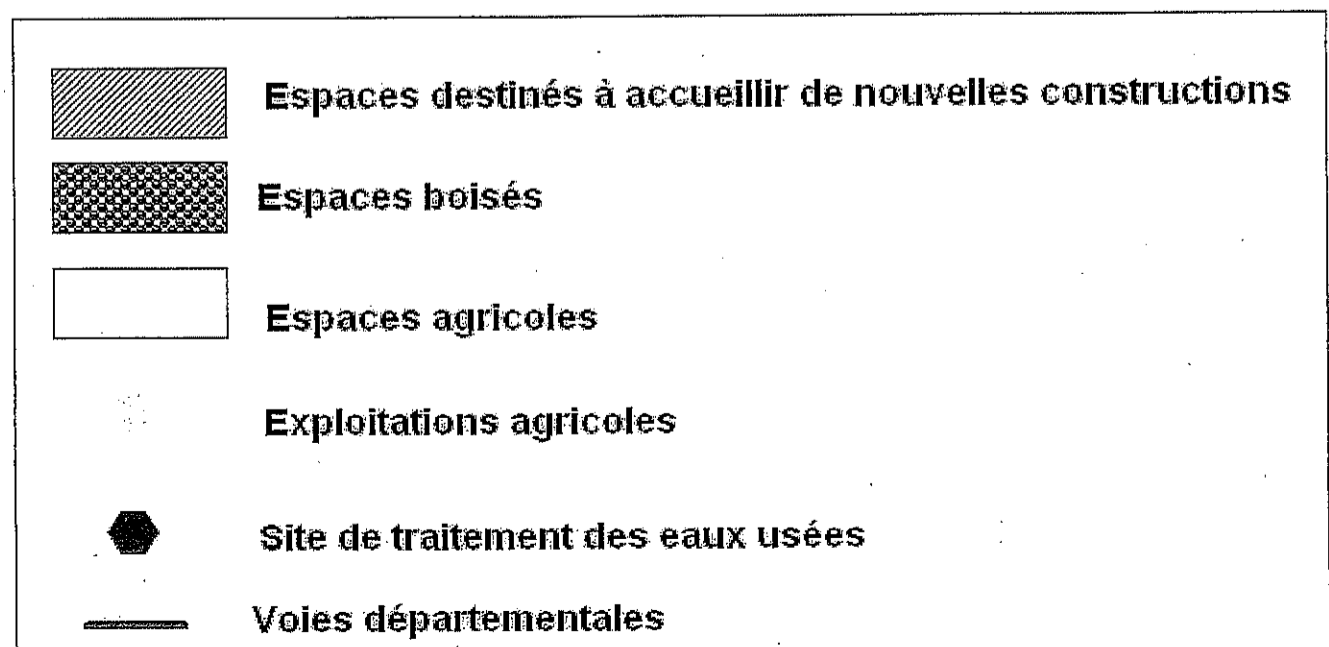 Espaces destinés à accueillir de nouvelles constructions
Espaces boisés
Espaces agricoles
Exploitations agricoles
Site de traitement des eaux usées
Voies départementales